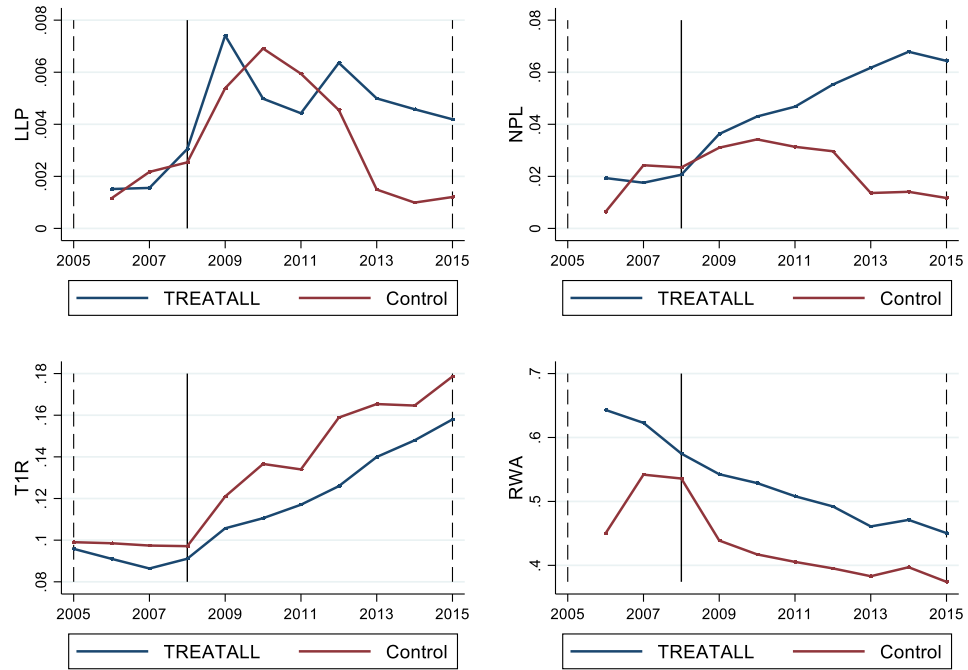 LLP
.008
.006
.004
.002
0
2005 2007 2009 2011 2013 2015
TREATALL Control
NPL
.08
.06
.04
.02
0
2005 2007 2009 2011 2013 2015
TREATALL Control
T1R
.18
.16
.14
.12
.1
.08
2005 2007 2009 2011 2013 2015
TREATALL Control
RWA
.7
.6
.5
.4
2005 2007 2009 2011 2013 2015
TREATALL Control